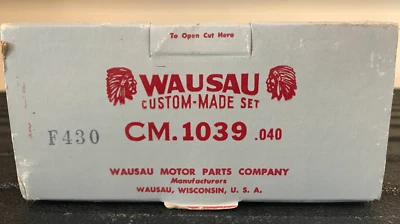 To Open Cut Here
WAUSAU
CUSTOM-MADE SET
F430
CM.1039 .040
WAUSAU MOTOR PARTS COMPANY
Manufacturers
WAUSAU, WISCONSIN, U. S. A.